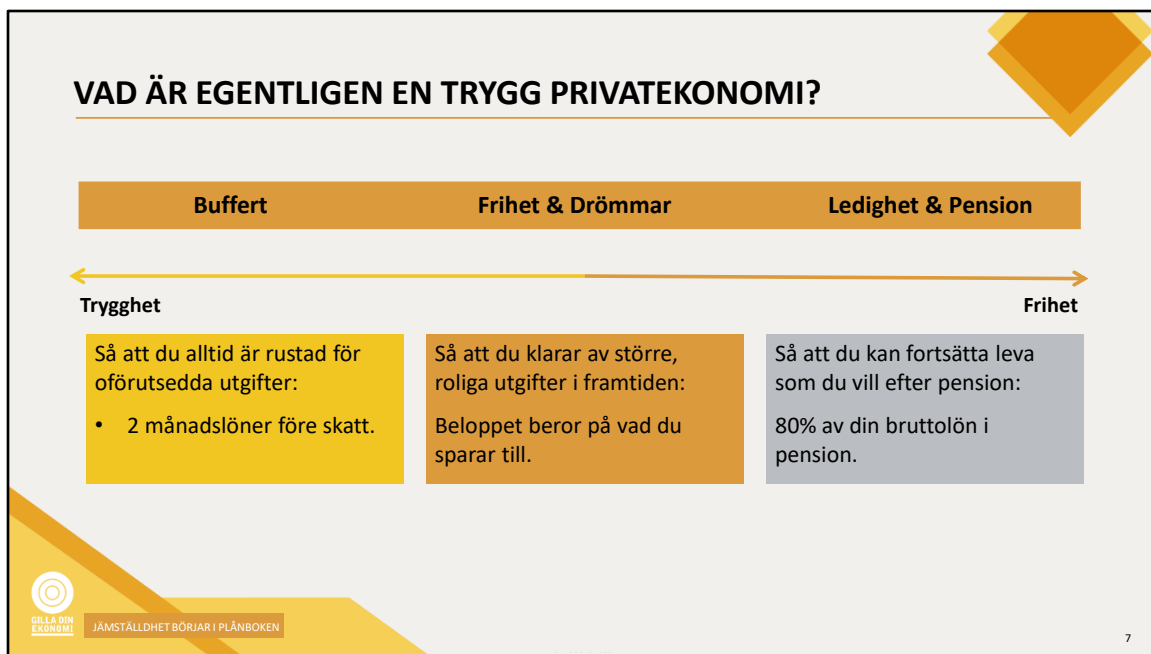 VAD ÄR EGENTLIGEN EN TRYGG PRIVATEKONOMI?
Buffert
Frihet & Drömmar
Ledighet & Pension
Trygghet
Frihet
Så att du alltid är rustad för
oförutsedda utgifter:
• 2 månadslöner före skatt.
Så att du klarar av större,
roliga utgifter i framtiden:
Beloppet beror på vad du
sparar till.
Så att du kan fortsätta leva
som du vill efter pension:
80% av din bruttolön i
pension.
GILLA DIN
EKONOMI
JÄMSTÄLLDHET BÖRJAR I PLÅNBOKEN
7